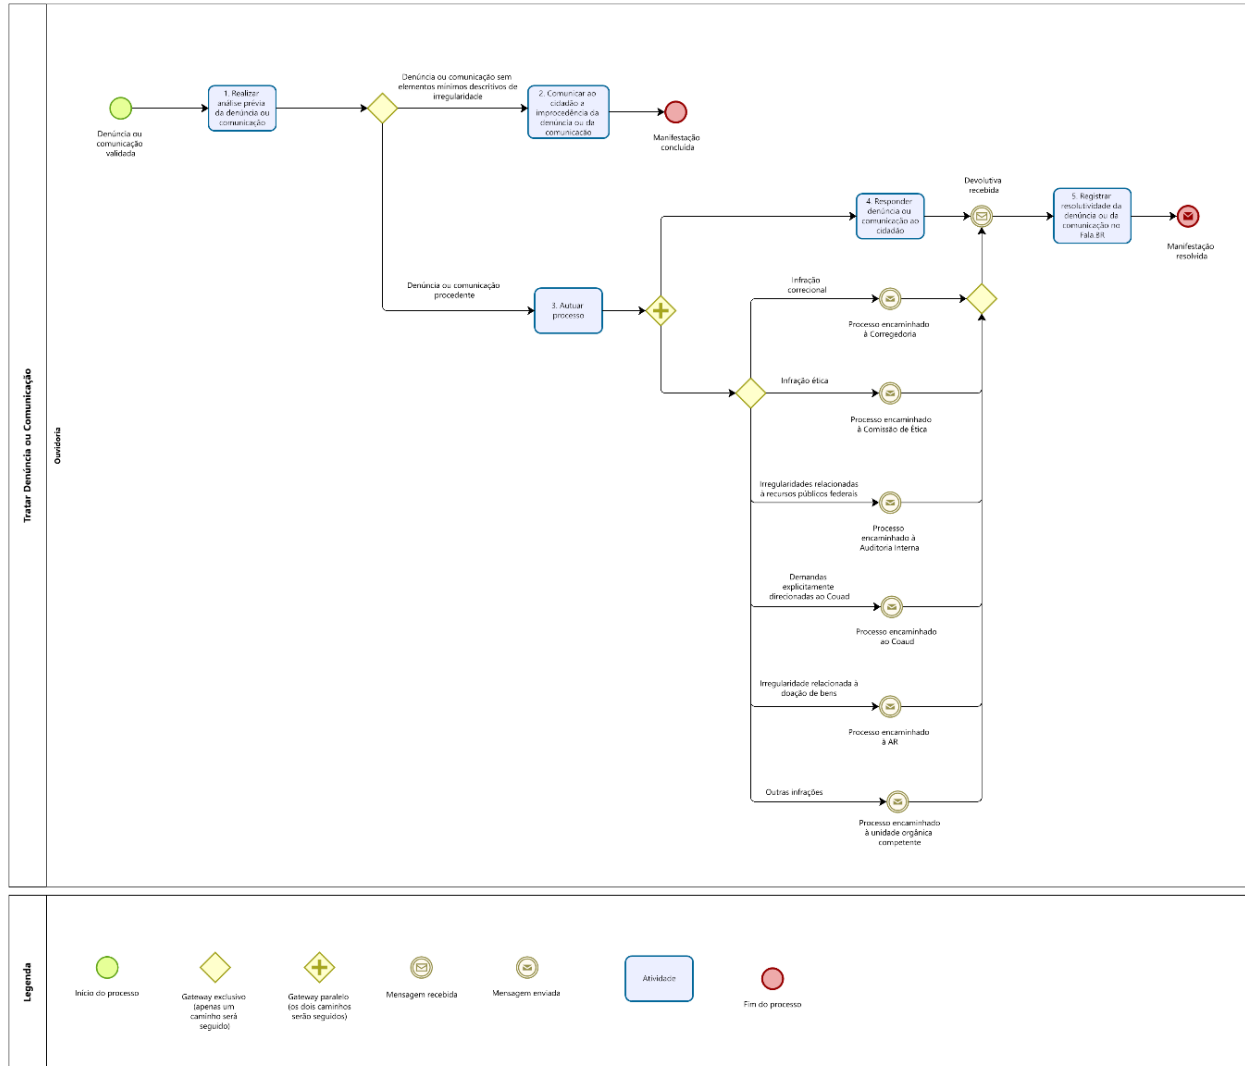 Tratar Denúncia ou Comunicação
Ouvidoria
Denúncia ou
comunicação
validada
1. Realizar
análise prévia
da denúncia ou
comunicação
Denúncia ou comunicação sem
elementos mínimos descritivos de
irregularidade
2. Comunicar ao
cidadão a
improcedência da
denúncia ou da
comunicação
Manifestação
concluída
Denúncia ou comunicação
procedente
3. Autuar
processo
4. Responder
denúncia ou
comunicação ao
cidadão
Devolutiva
recebida
5. Registrar
resolutividade da
denúncia ou da
comunicação no
Fala.BR
Manifestação
resolvida
Infração
correcional
Processo encaminhado
à Corregedoria
Infração ética
Processo encaminhado
à Comissão de Ética
Irregularidades relacionadas
à recursos públicos federais
Processo
encaminhado à
Auditoria Interna
Demandas
explicitamente
direcionadas ao Couad
Processo encaminhado
ao Coaud
Irregularidade relacionada à
doação de bens
Processo encaminhado
à AR
Outras infrações
Processo encaminhado
à unidade orgânica
competente
Legenda
Início do processo
Gateway exclusivo
(apenas um
caminho será
seguido)
Gateway paralelo
(os dois caminhos
serão seguidos)
Mensagem recebida
Mensagem enviada
Atividade
Fim do processo